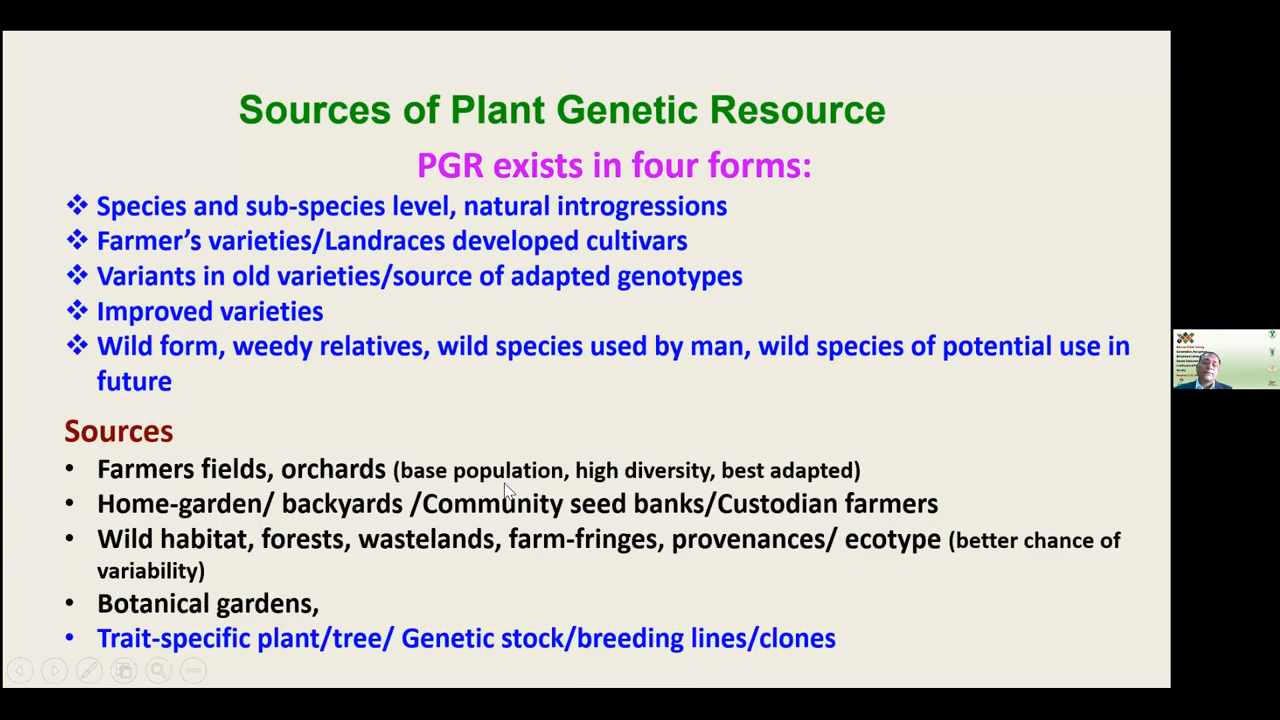 Sources of Plant Genetic Resource
PGR exists in four forms:
❖ Species and sub-species level, natural introgressions
❖ Farmer's varieties/Landraces developed cultivars
❖ Variants in old varieties/source of adapted genotypes
❖ Improved varieties
❖ Wild form, weedy relatives, wild species used by man, wild species of potential use in
future
Sources
• Farmers fields, orchards (base population, high diversity, best adapted)
• Home-garden/ backyards /Community seed banks/Custodian farmers
• Wild habitat, forests, wastelands, farm-fringes, provenances/ ecotype (better chance of
variability)
• Botanical gardens,
• Trait-specific plant/tree/ Genetic stock/breeding lines/clones